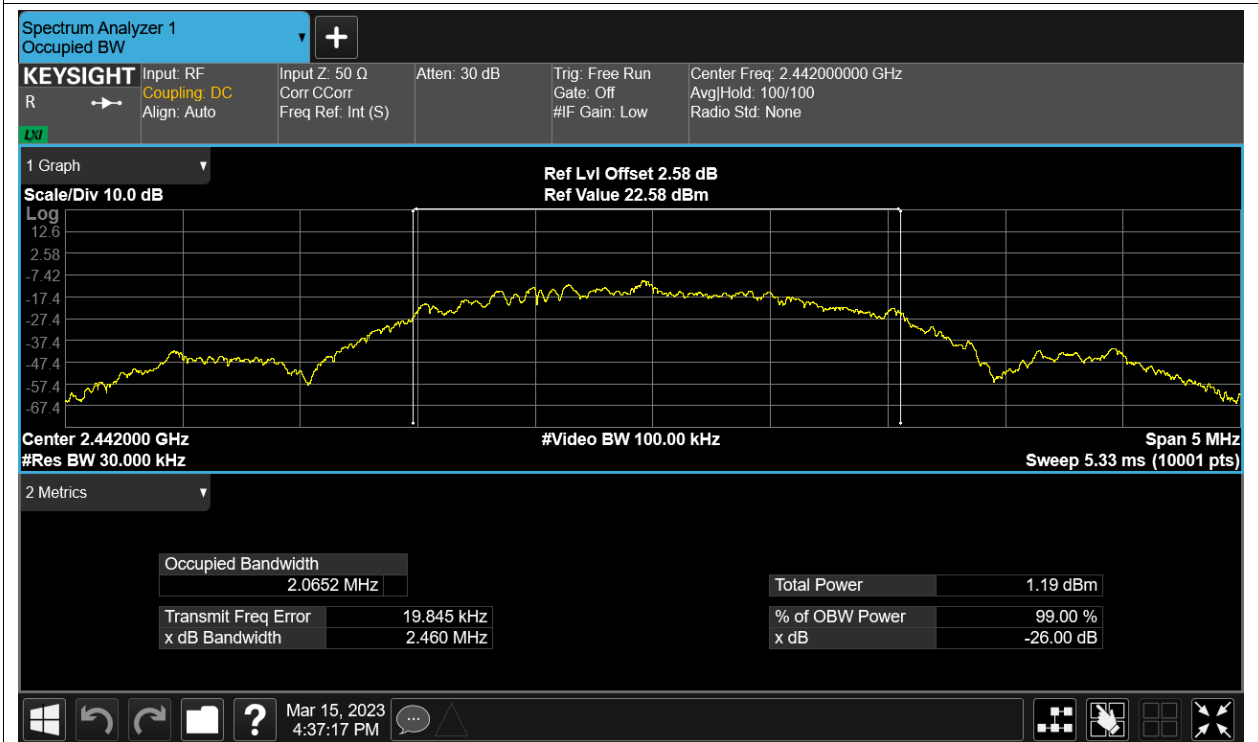 Spectrum Analyzer 1
Occupied BW
KEYSIGHT
R
LXI
Input: RF
Coupling: DC
Align: Auto
Input Z: 50 Ω
Corr CCorr
Freq Ref: Int (S)
Atten: 30 dB
Trig: Free Run
Gate: Off
#IF Gain: Low
Center Freq: 2.442000000 GHz
Avg|Hold: 100/100
Radio Std: None
1 Graph
Scale/Div 10.0 dB
Ref Lvl Offset 2.58 dB
Ref Value 22.58 dBm
Log
12.6
2.58
-7.42
-17.4
-27.4
-37.4
-47.4
-57.4
-67.4
Center 2.442000 GHz
#Res BW 30.000 kHz
#Video BW 100.00 kHz
Span 5 MHz
Sweep 5.33 ms (10001 pts)
2 Metrics
Occupied Bandwidth
2.0652 MHz
Transmit Freq Error 19.845 kHz
x dB Bandwidth 2.460 MHz
Total Power 1.19 dBm
% of OBW Power 99.00 %
x dB -26.00 dB
?
Mar 15, 2023
4:37:17 PM